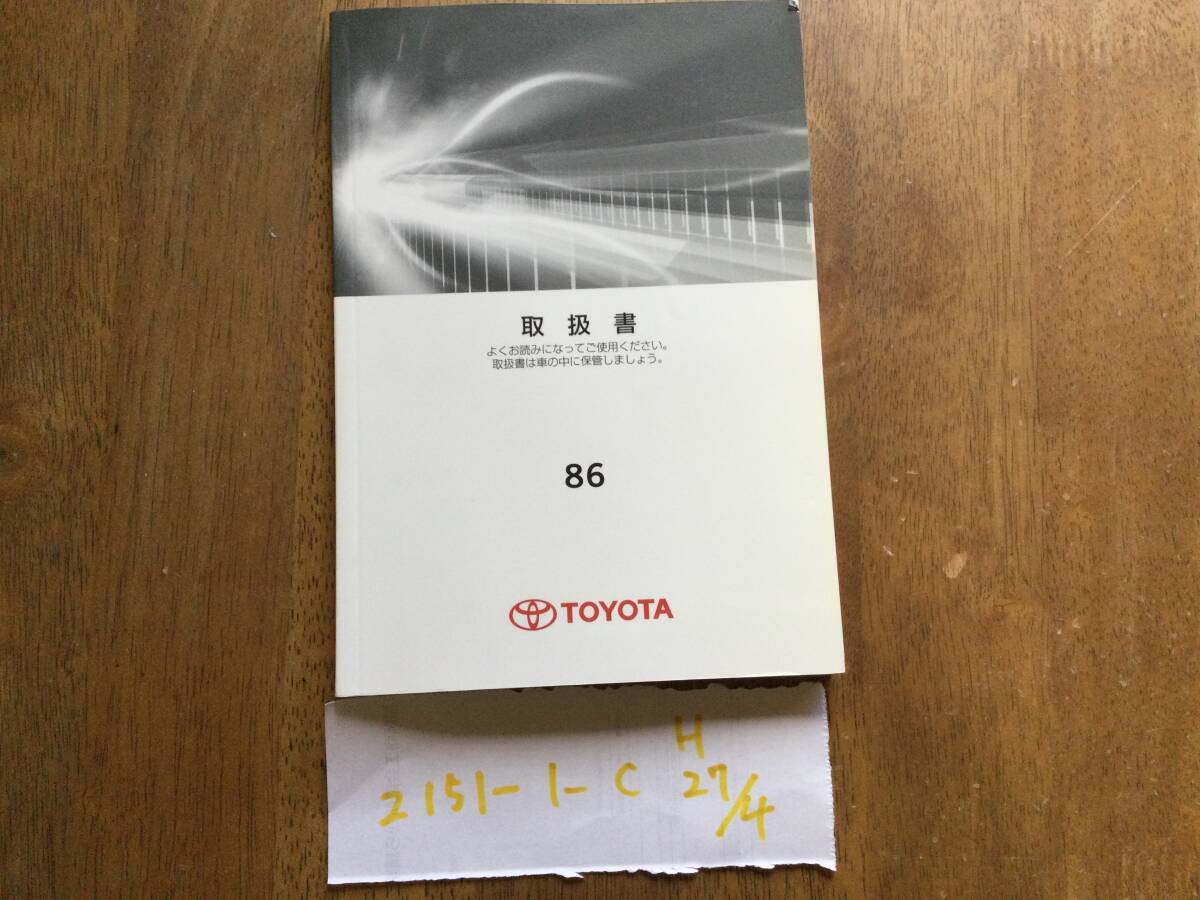 取扱書
よくお読みになってご使用ください。
取扱書は車の中に保管しましょう。
86
TOYOTA
2151-1-C H27/4